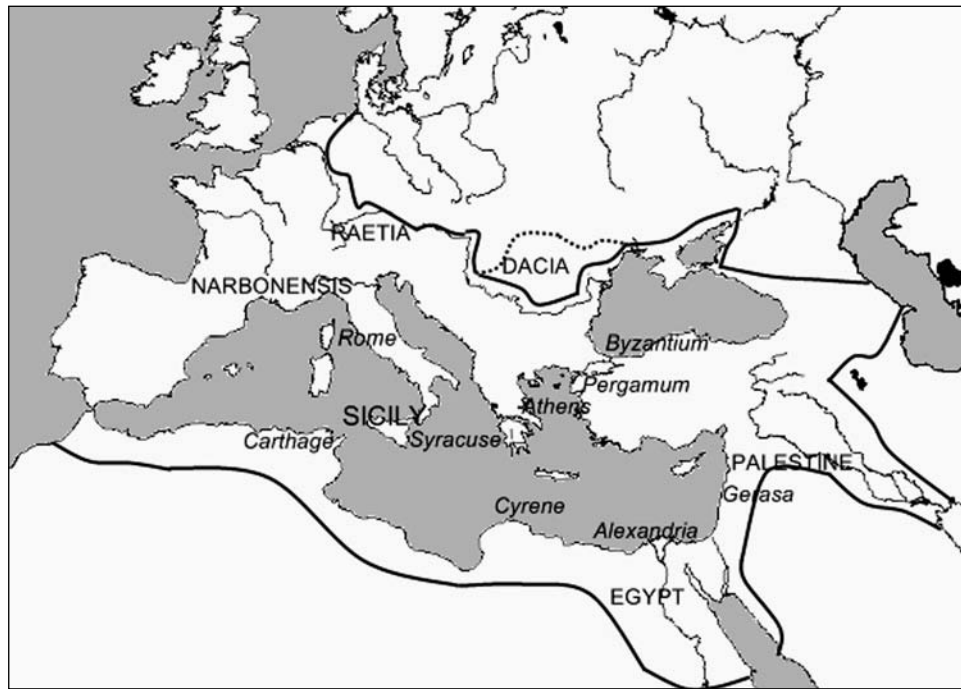 RAETIA
DACIA
NARBONENSIS
Rome
Byzantium
Pergamum
Athens
SICILY
Carthage
Syracuse
PALESTINE
Gerasa
Cyrene
Alexandria
EGYPT